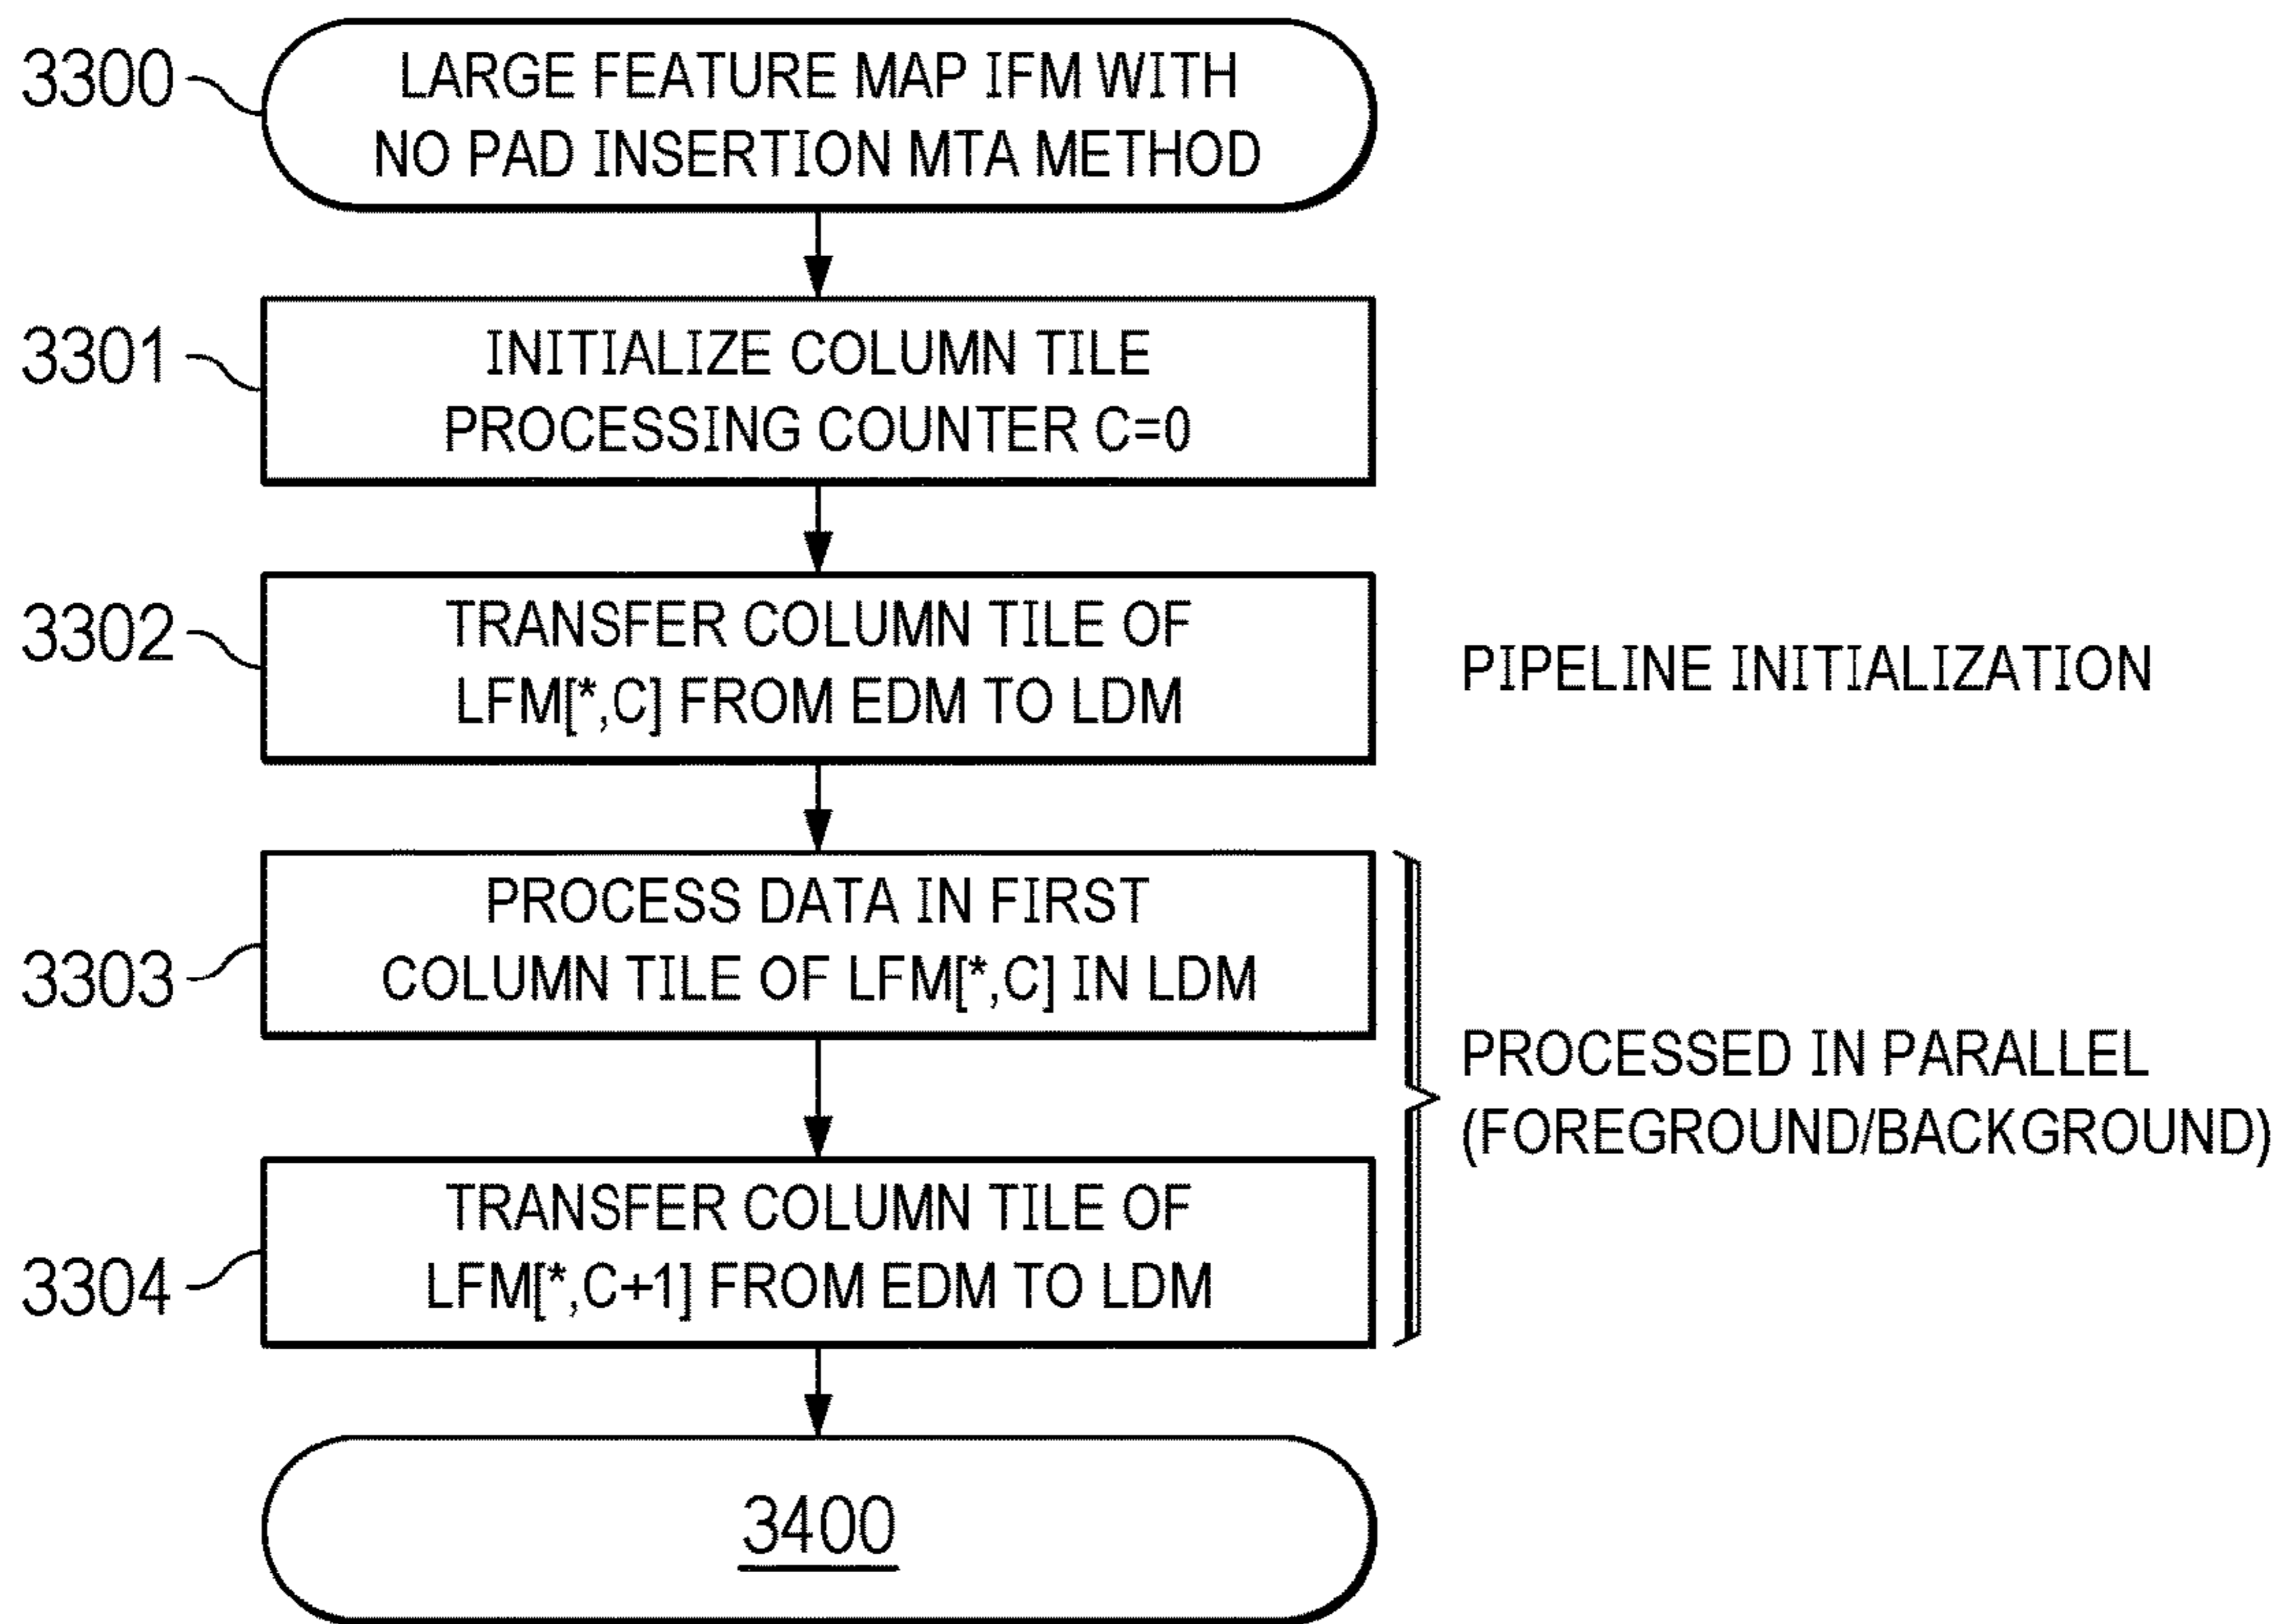 3300
LARGE FEATURE MAP IFM WITH
NO PAD INSERTION MTA METHOD
3301
INITIALIZE COLUMN TILE
PROCESSING COUNTER C=0
3302
TRANSFER COLUMN TILE OF
LFM[*,C] FROM EDM TO LDM
PIPELINE INITIALIZATION
3303
PROCESS DATA IN FIRST
COLUMN TILE OF LFM[*,C] IN LDM
PROCESSED IN PARALLEL
(FOREGROUND/BACKGROUND)
3304
TRANSFER COLUMN TILE OF
LFM[*,C+1] FROM EDM TO LDM
3400